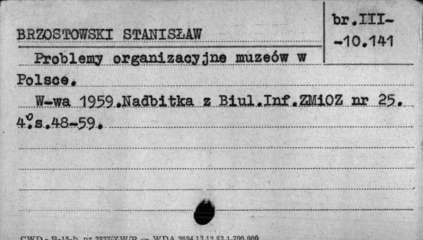 br.III-
-10.141
BRZOSTOWSKI STANISŁAW
Problemy organizacyjne muzeów w
Polsce.
W-wa 1959.Nadbitka z Biul.Inf.ZMiOZ nr 25.
4°.s.48-59.